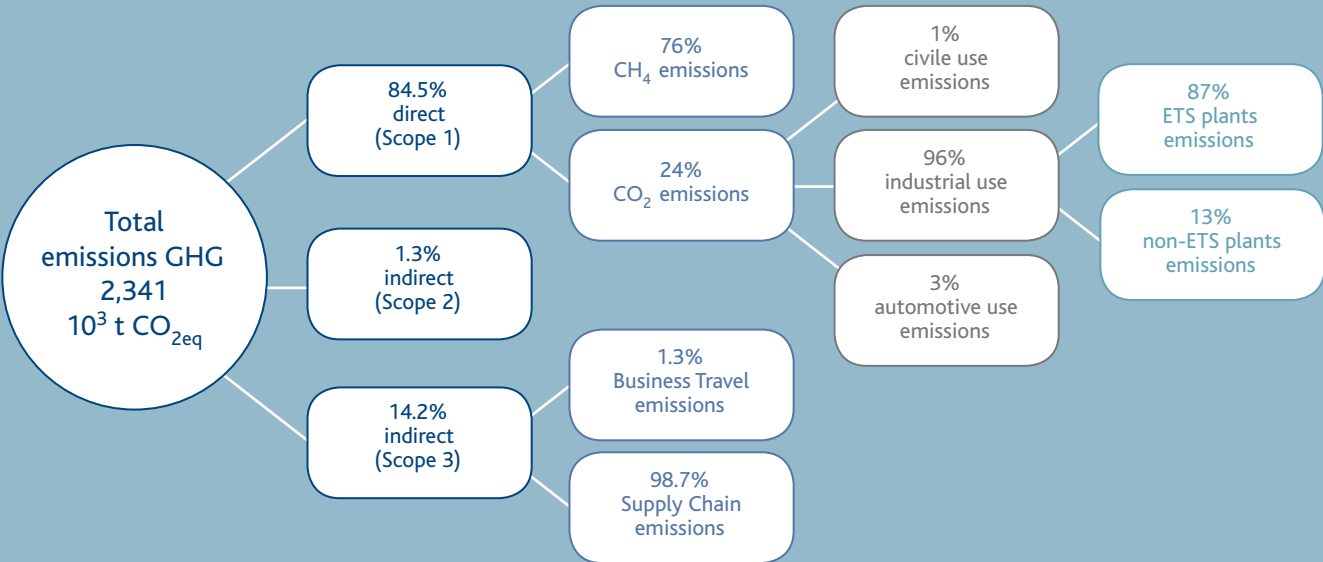 Total
emissions GHG
2,341
10³ t CO₂eq
84.5%
direct
(Scope 1)
1.3%
indirect
(Scope 2)
14.2%
indirect
(Scope 3)
76%
CH₄ emissions
24%
CO₂ emissions
1.3%
Business Travel
emissions
98.7%
Supply Chain
emissions
1%
civile use
emissions
96%
industrial use
emissions
3%
automotive use
emissions
87%
ETS plants
emissions
13%
non-ETS plants
emissions